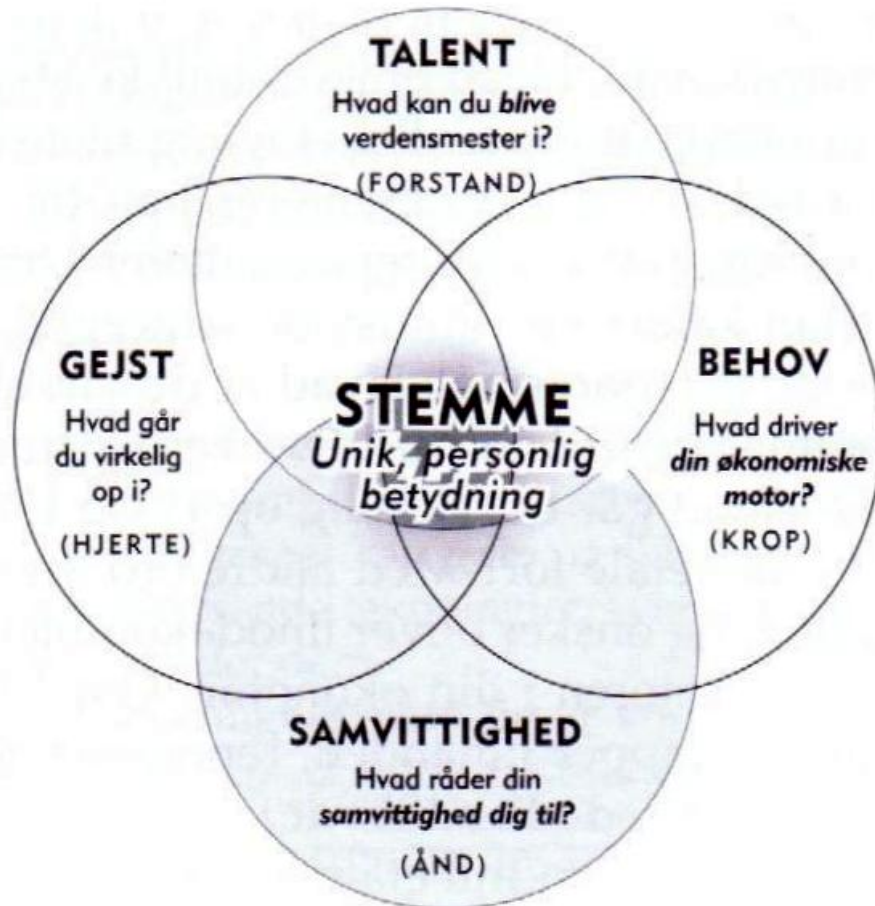 TALENT
Hvad kan du blive
verdensmester i?
(FORSTAND)
GEJST
Hvad går
du virkelig
op i?
(HJERTE)
STEMME
Unik, personlig
betydning
BEHOV
Hvad driver
din økonomiske
motor?
(KROP)
SAMVITTIGHED
Hvad råder din
samvittighed dig til?
(ÅND)